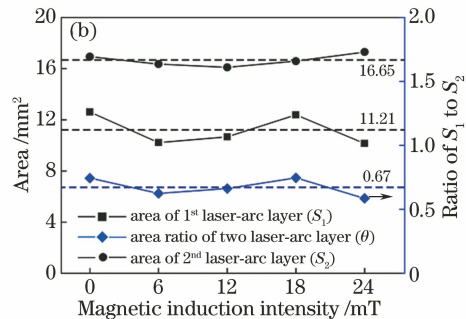 (b)
20
16
12
8
4
0
Area /mm²
2.0
1.5
1.0
0.5
0
Ratio of S₁ to S₂
16.65
11.21
0.67
area of 1ˢᵗ laser-arc layer (S₁)
area ratio of two laser-arc layer (θ)
area of 2ⁿᵈ laser-arc layer (S₂)
0 6 12 18 24
Magnetic induction intensity /mT